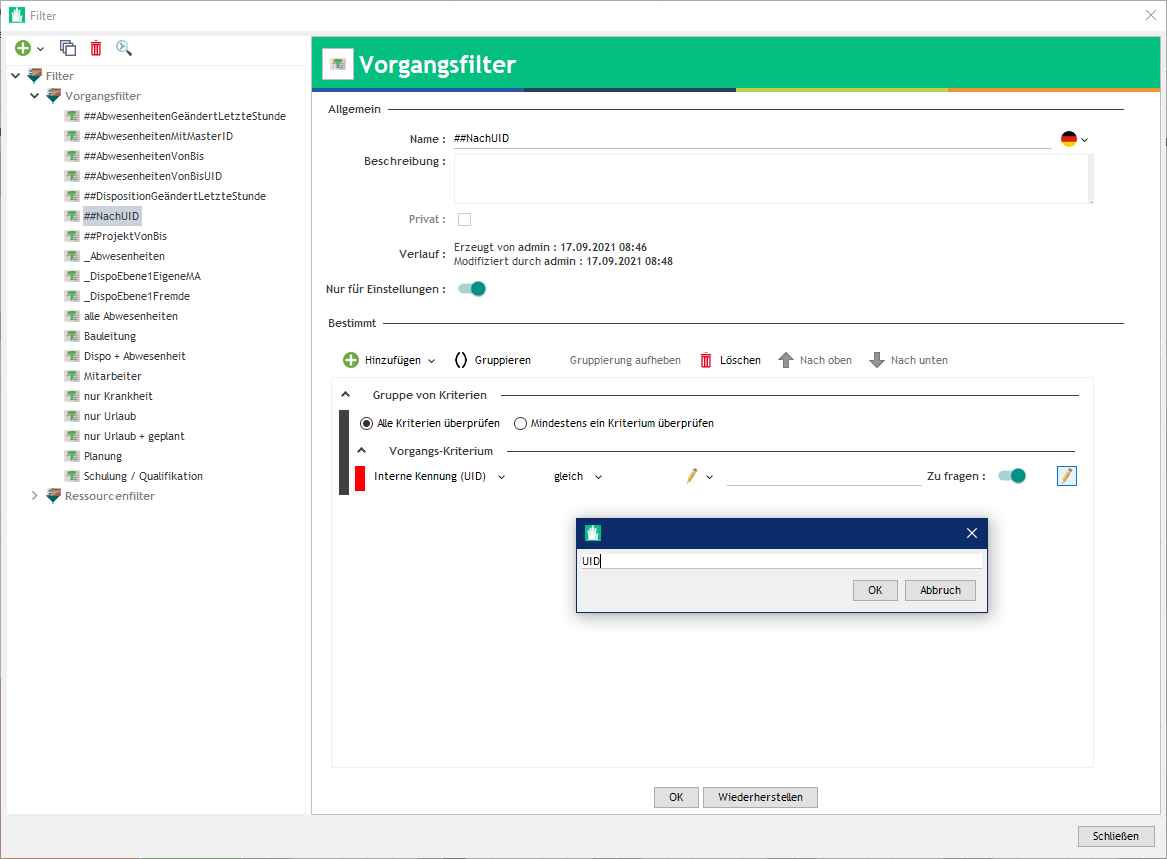 Filter
Filter
Vorgangsfilter
##AbwesenheitenGeändertLetzteStunde
##AbwesenheitenMitMasterID
##AbwesenheitenVonBis
##AbwesenheitenVonBisUID
##DispositionGeändertLetzteStunde
##NachUID
##ProjektVonBis
_Abwesenheiten
_DispoEbene1EigeneMA
_DispoEbene1Fremde
alle Abwesenheiten
Bauleitung
Dispo + Abwesenheit
Mitarbeiter
nur Krankheit
nur Urlaub
nur Urlaub + geplant
Planung
Schulung / Qualifikation
Ressourcenfilter
Vorgangsfilter
Allgemein
Name : ##NachUID
Beschreibung :
Privat :
Verlauf : Erzeugt von admin : 17.09.2021 08:46
Modifiziert durch admin : 17.09.2021 08:48
Nur für Einstellungen :
Bestimmt
Hinzufügen () Gruppieren Gruppierung aufheben Löschen Nach oben Nach unten
Gruppe von Kriterien
Alle Kriterien überprüfen Mindestens ein Kriterium überprüfen
Vorgangs-Kriterium
Interne Kennung (UID) gleich Zu fragen :
UID
OK Abbruch
OK Wiederherstellen
Schließen